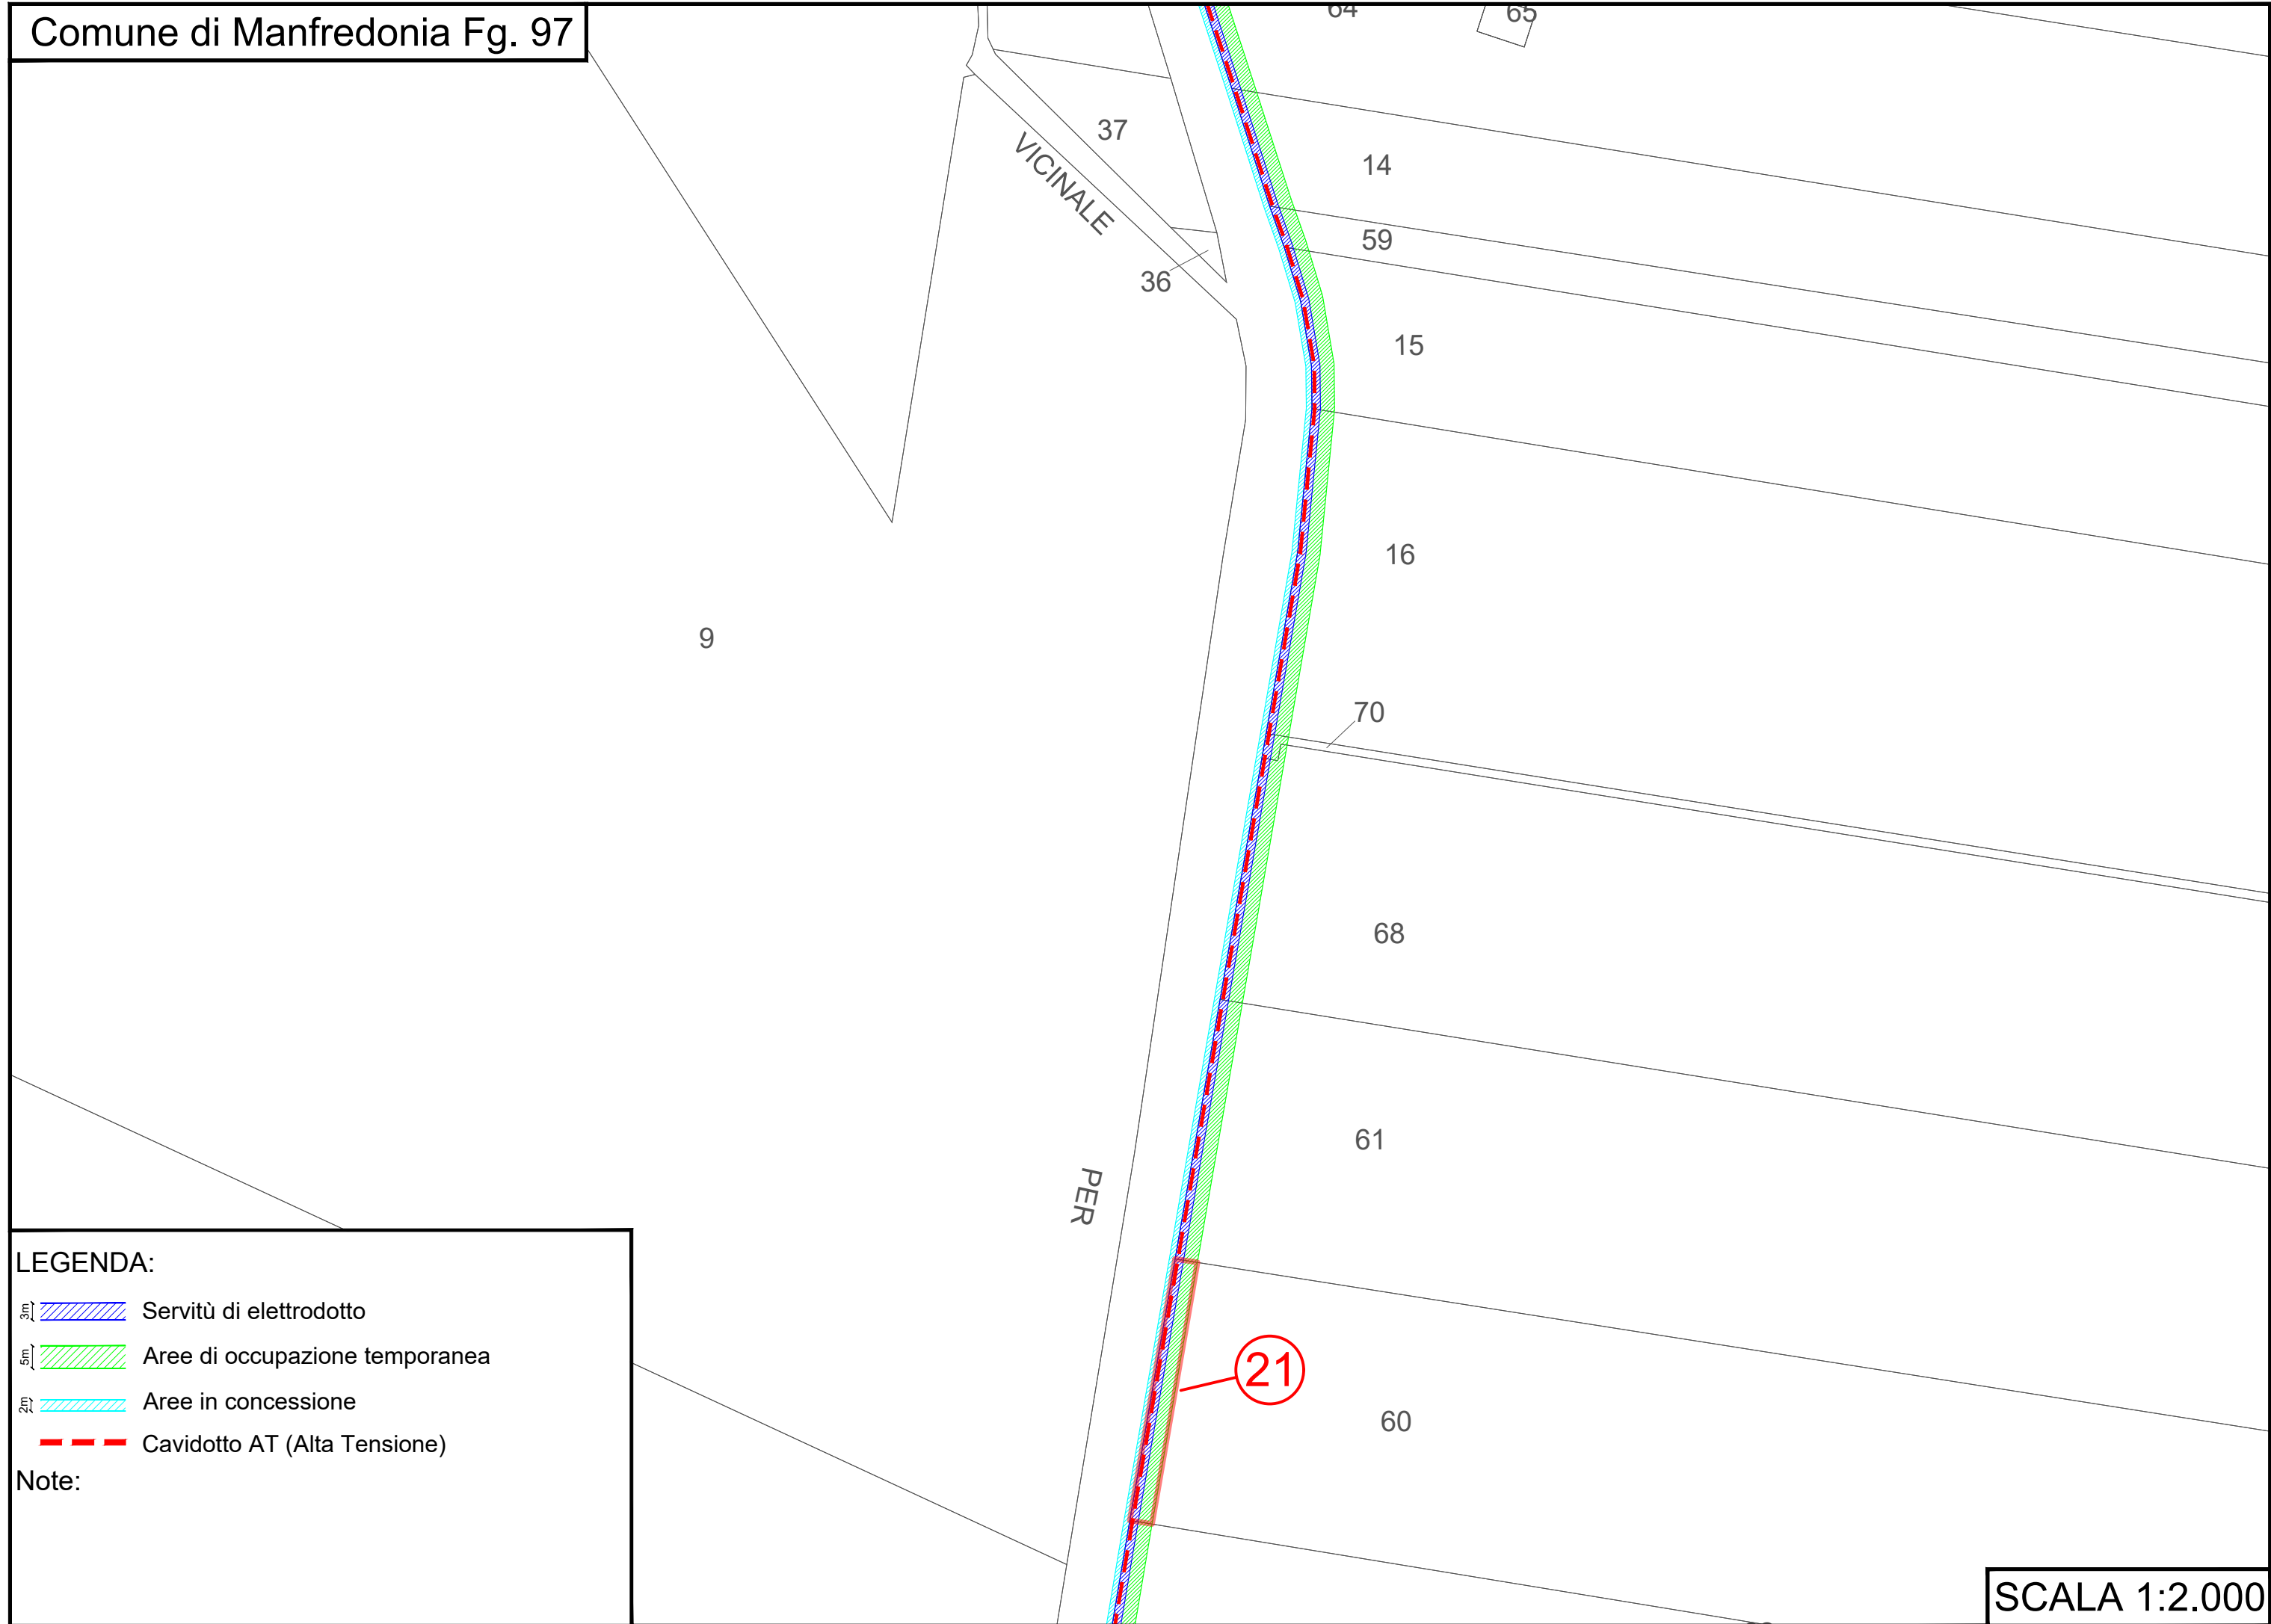 Comune di Manfredonia Fg. 97
64
65
37
VICINALE
14
59
36
15
16
9
70
68
61
PER
21
60
LEGENDA:
3m Servitù di elettrodotto
5m Aree di occupazione temporanea
2m Aree in concessione
Cavidotto AT (Alta Tensione)
Note:
SCALA 1:2.000